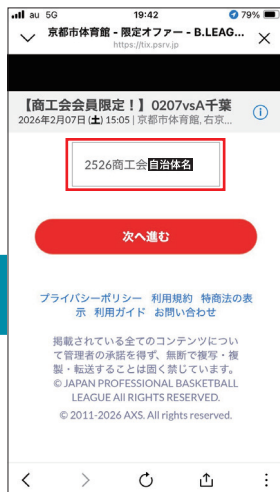 au 5G 19:42 79%
京都市体育館 - 限定オファー - B.LEAG...
https://tix.psrv.jp
【商工会会員限定！】0207vsA千葉
2026年2月07日 (土) 15:05 | 京都市体育館, 右京...
2526商工会自治体名
次へ進む
プライバシーポリシー 利用規約 特商法の表
示 利用ガイド お問い合わせ
掲載されている全てのコンテンツについ
て管理者の承諾を得ず、無断で複写・複
製・転送することは固く禁じています。
© JAPAN PROFESSIONAL BASKETBALL
LEAGUE All RIGHTS RESERVED.
© 2011-2026 AXS. All rights reserved.